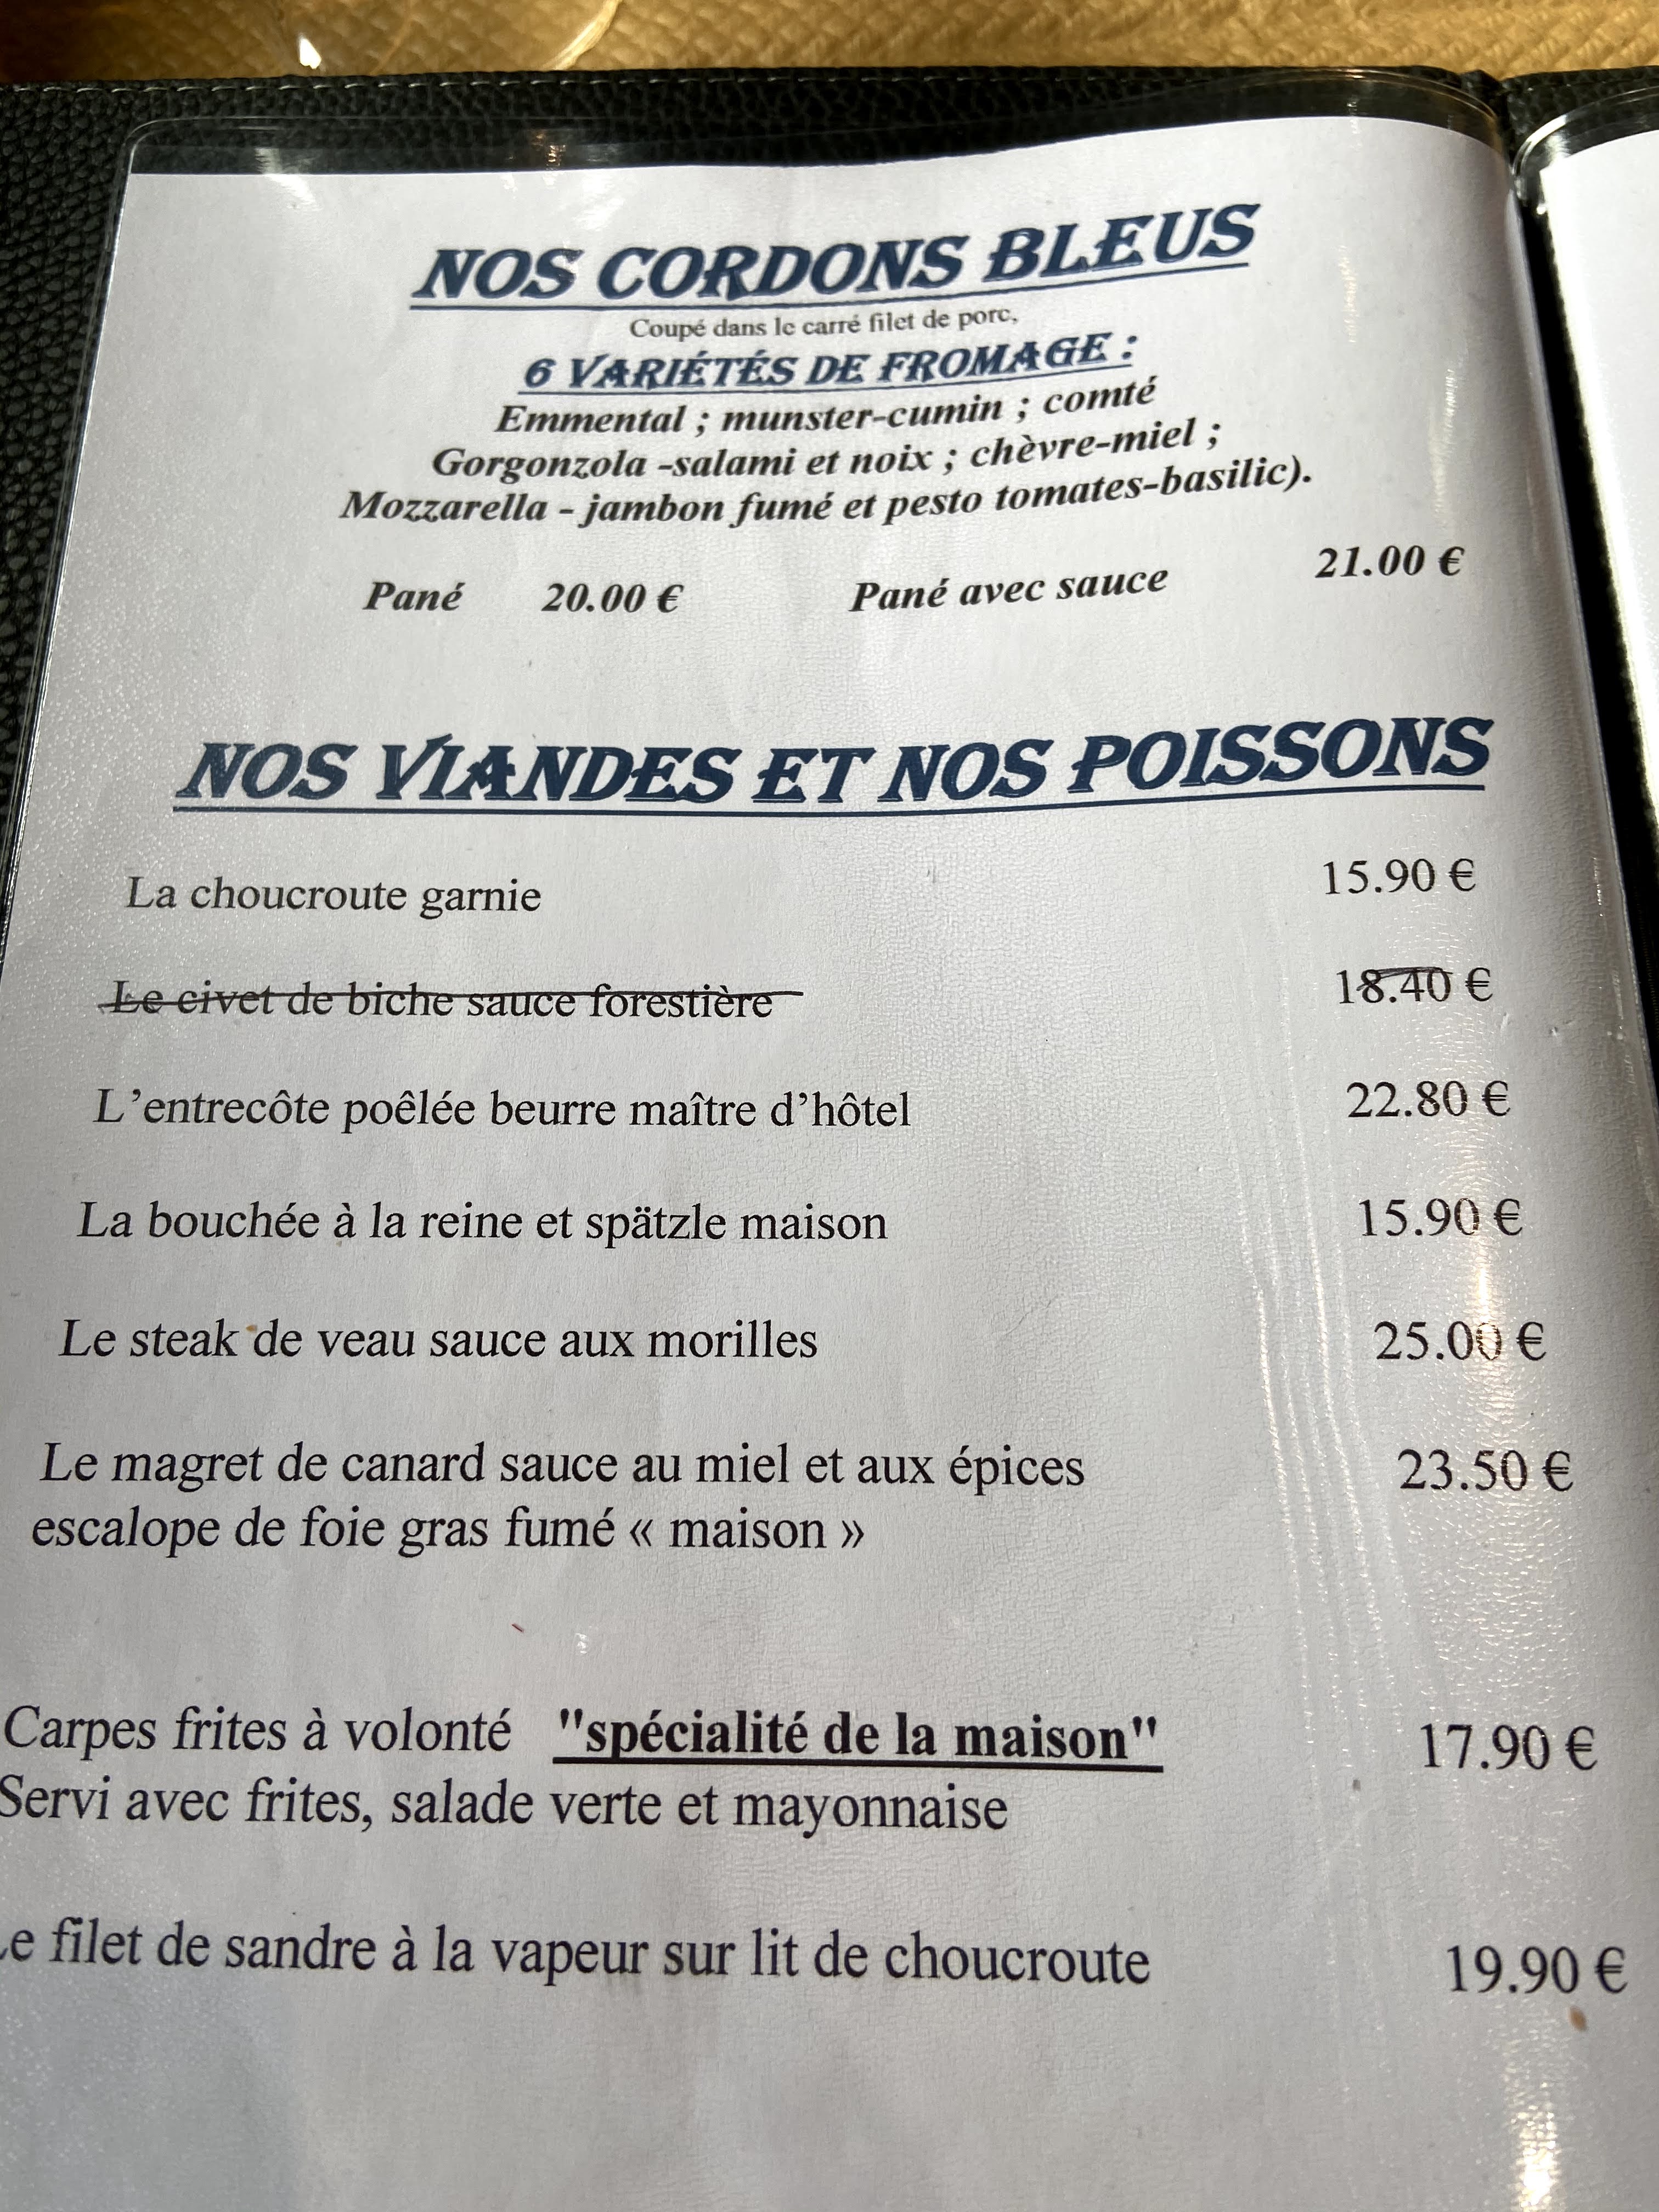 NOS CORDONS BLEUS
Coupé dans le carré filet de porc,
6 VARIÉTÉS DE FROMAGE :
Emmental ; munster-cumin ; comté
Gorgonzola -salami et noix ; chèvre-miel ;
Mozzarella - jambon fumé et pesto tomates-basilic).
Pané 20.00 € Pané avec sauce 21.00 €
NOS VIANDES ET NOS POISSONS
La choucroute garnie 15.90 €
Le civet de biche sauce forestière 18.40 €
L'entrecôte poêlée beurre maître d'hôtel 22.80 €
La bouchée à la reine et spätzle maison 15.90 €
Le steak de veau sauce aux morilles 25.00 €
Le magret de canard sauce au miel et aux épices 23.50 €
escalope de foie gras fumé « maison »
Carpes frites à volonté "spécialité de la maison" 17.90 €
Servi avec frites, salade verte et mayonnaise
Le filet de sandre à la vapeur sur lit de choucroute 19.90 €